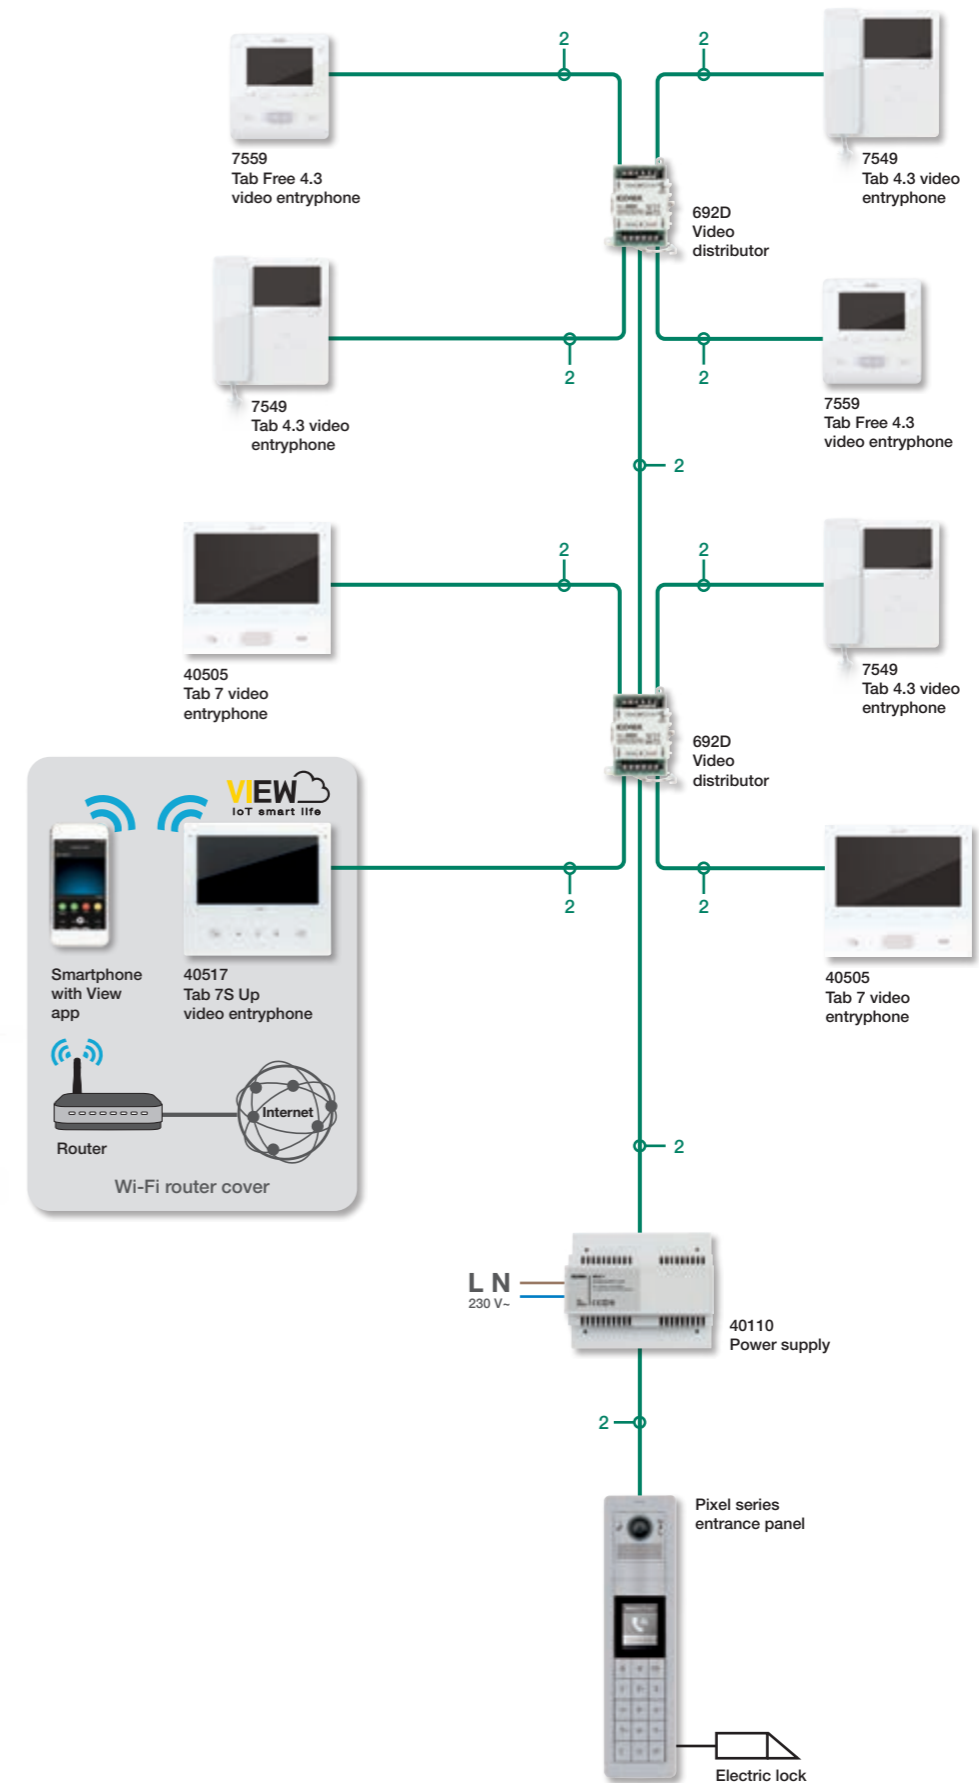 2
2
7559
Tab Free 4.3
video entryphone
7549
Tab 4.3 video
entryphone
692D
Video
distributor
7549
Tab 4.3 video
entryphone
2
2
7559
Tab Free 4.3
video entryphone
2
2
2
40505
Tab 7 video
entryphone
7549
Tab 4.3 video
entryphone
692D
Video
distributor
VIEW
IoT smart life
2
2
Smartphone
with View
app
40517
Tab 7S Up
video entryphone
40505
Tab 7 video
entryphone
Internet
Router
Wi-Fi router cover
2
L N
230 V~
40110
Power supply
2
Pixel series
entrance panel
Electric lock